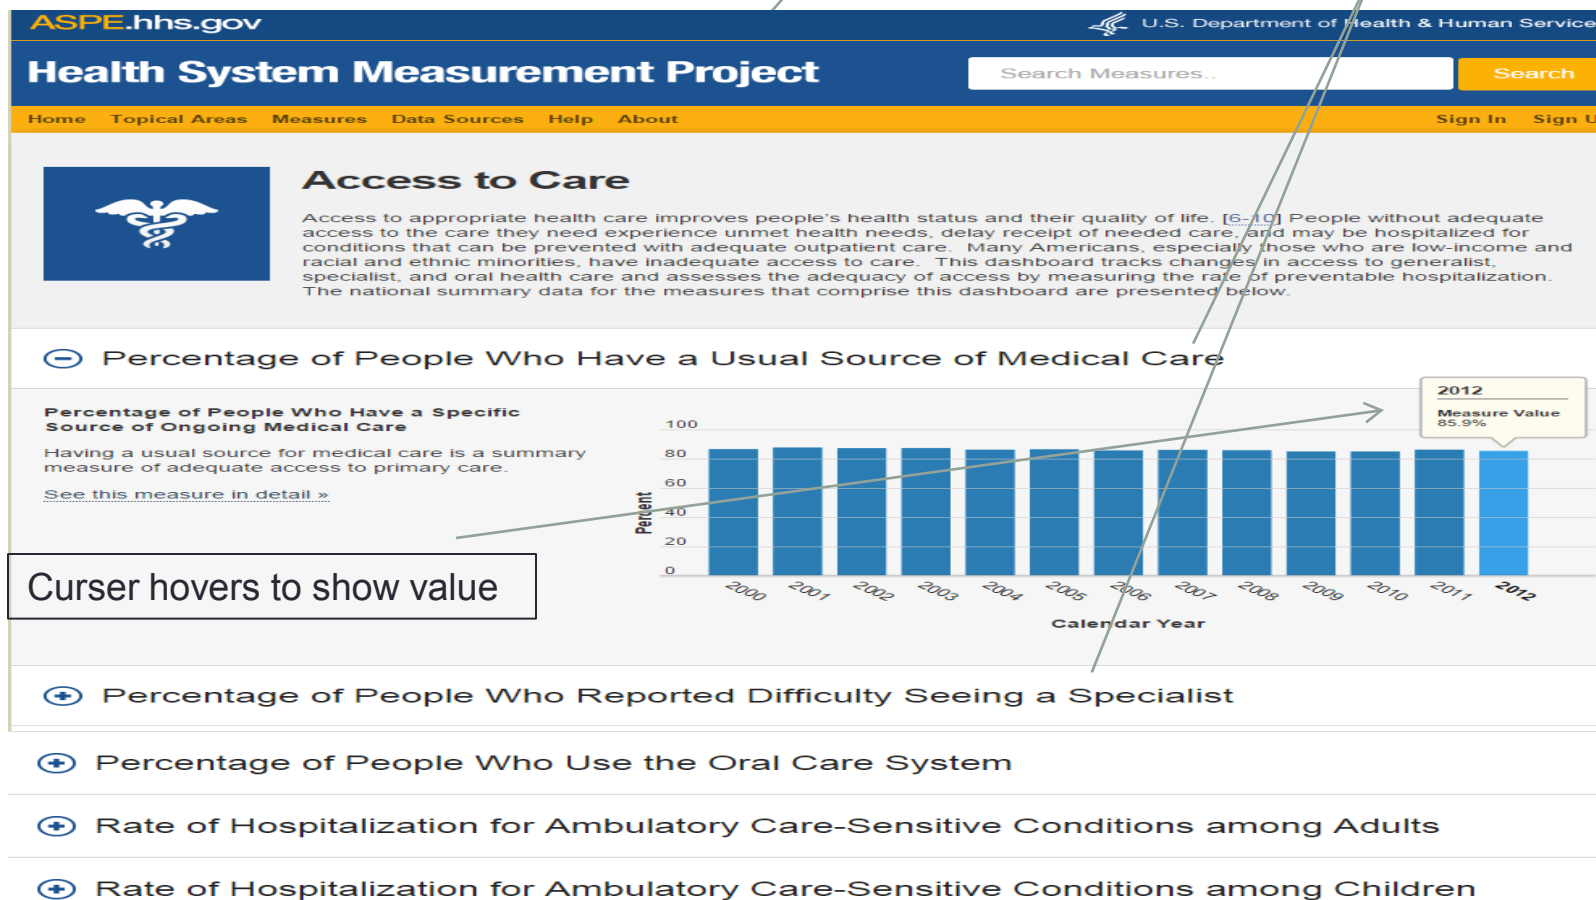 ASPE.hhs.gov
U.S. Department of Health & Human Service
Health System Measurement Project
Search Measures..
Search
Home Topical Areas Measures Data Sources Help About
Sign In Sign U
Access to Care
Access to appropriate health care improves people's health status and their quality of life. [6-10] People without adequate
access to the care they need experience unmet health needs, delay receipt of needed care, and may be hospitalized for
conditions that can be prevented with adequate outpatient care. Many Americans, especially those who are low-income and
racial and ethnic minorities, have inadequate access to care. This dashboard tracks changes in access to generalist,
specialist, and oral health care and assesses the adequacy of access by measuring the rate of preventable hospitalization.
The national summary data for the measures that comprise this dashboard are presented below.
Percentage of People Who Have a Usual Source of Medical Care
Percentage of People Who Have a Specific
Source of Ongoing Medical Care
Having a usual source for medical care is a summary
measure of adequate access to primary care.
See this measure in detail »
2012
Measure Value
85.9%
100
80
60
40
20
0
Percent
2000 2001 2002 2003 2004 2005 2006 2007 2008 2009 2010 2011 2012
Calendar Year
Curser hovers to show value
Percentage of People Who Reported Difficulty Seeing a Specialist
Percentage of People Who Use the Oral Care System
Rate of Hospitalization for Ambulatory Care-Sensitive Conditions among Adults
Rate of Hospitalization for Ambulatory Care-Sensitive Conditions among Children